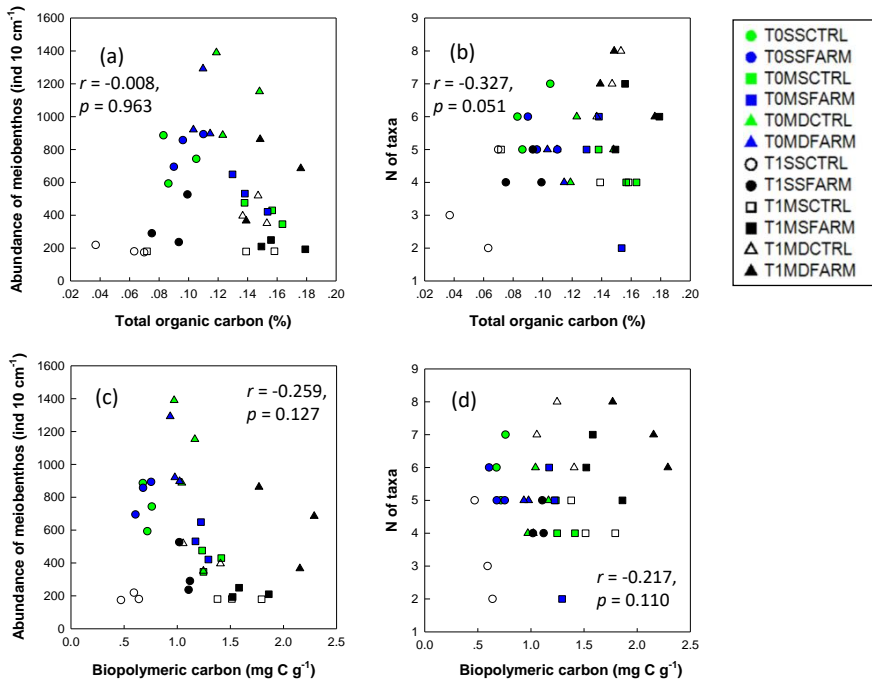 (a)
r = -0.008,
p = 0.963
Abundance of meiobenthos (ind 10 cm⁻¹)
1600
1400
1200
1000
800
600
400
200
0
.02 .04 .06 .08 .10 .12 .14 .16 .18 .20
Total organic carbon (%)
(b)
r = -0.327,
p = 0.051
N of taxa
9
8
7
6
5
4
3
2
1
.02 .04 .06 .08 .10 .12 .14 .16 .18 .20
Total organic carbon (%)
T0SSCTRL
T0SSFARM
T0MSCTRL
T0MSFARM
T0MDCTRL
T0MDFARM
T1SSCTRL
T1SSFARM
T1MSCTRL
T1MSFARM
T1MDCTRL
T1MDFARM
(c)
r = -0.259,
p = 0.127
Abundance of meiobenthos (ind 10 cm⁻¹)
1600
1400
1200
1000
800
600
400
200
0
0.0 .5 1.0 1.5 2.0 2.5
Biopolymeric carbon (mg C g⁻¹)
(d)
r = -0.217,
p = 0.110
N of taxa
9
8
7
6
5
4
3
2
1
0.0 .5 1.0 1.5 2.0 2.5
Biopolymeric carbon (mg C g⁻¹)